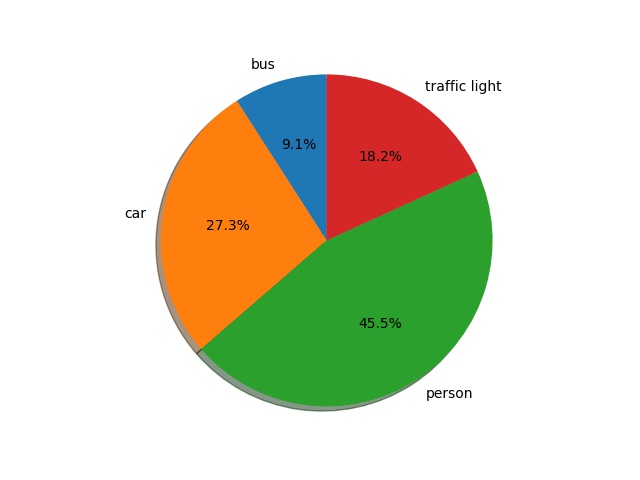 bus
traffic light
9.1%
18.2%
car
27.3%
45.5%
person